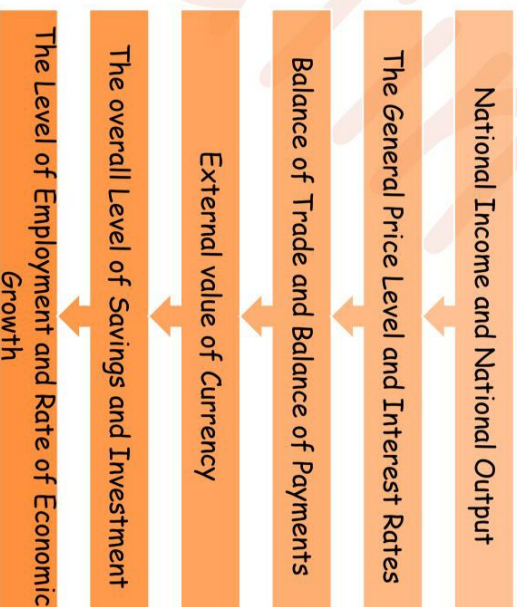 National Income and National Output
The General Price Level and Interest Rates
Balance of Trade and Balance of Payments
External value of Currency
The overall Level of Savings and Investment
The Level of Employment and Rate of Economic
Growth